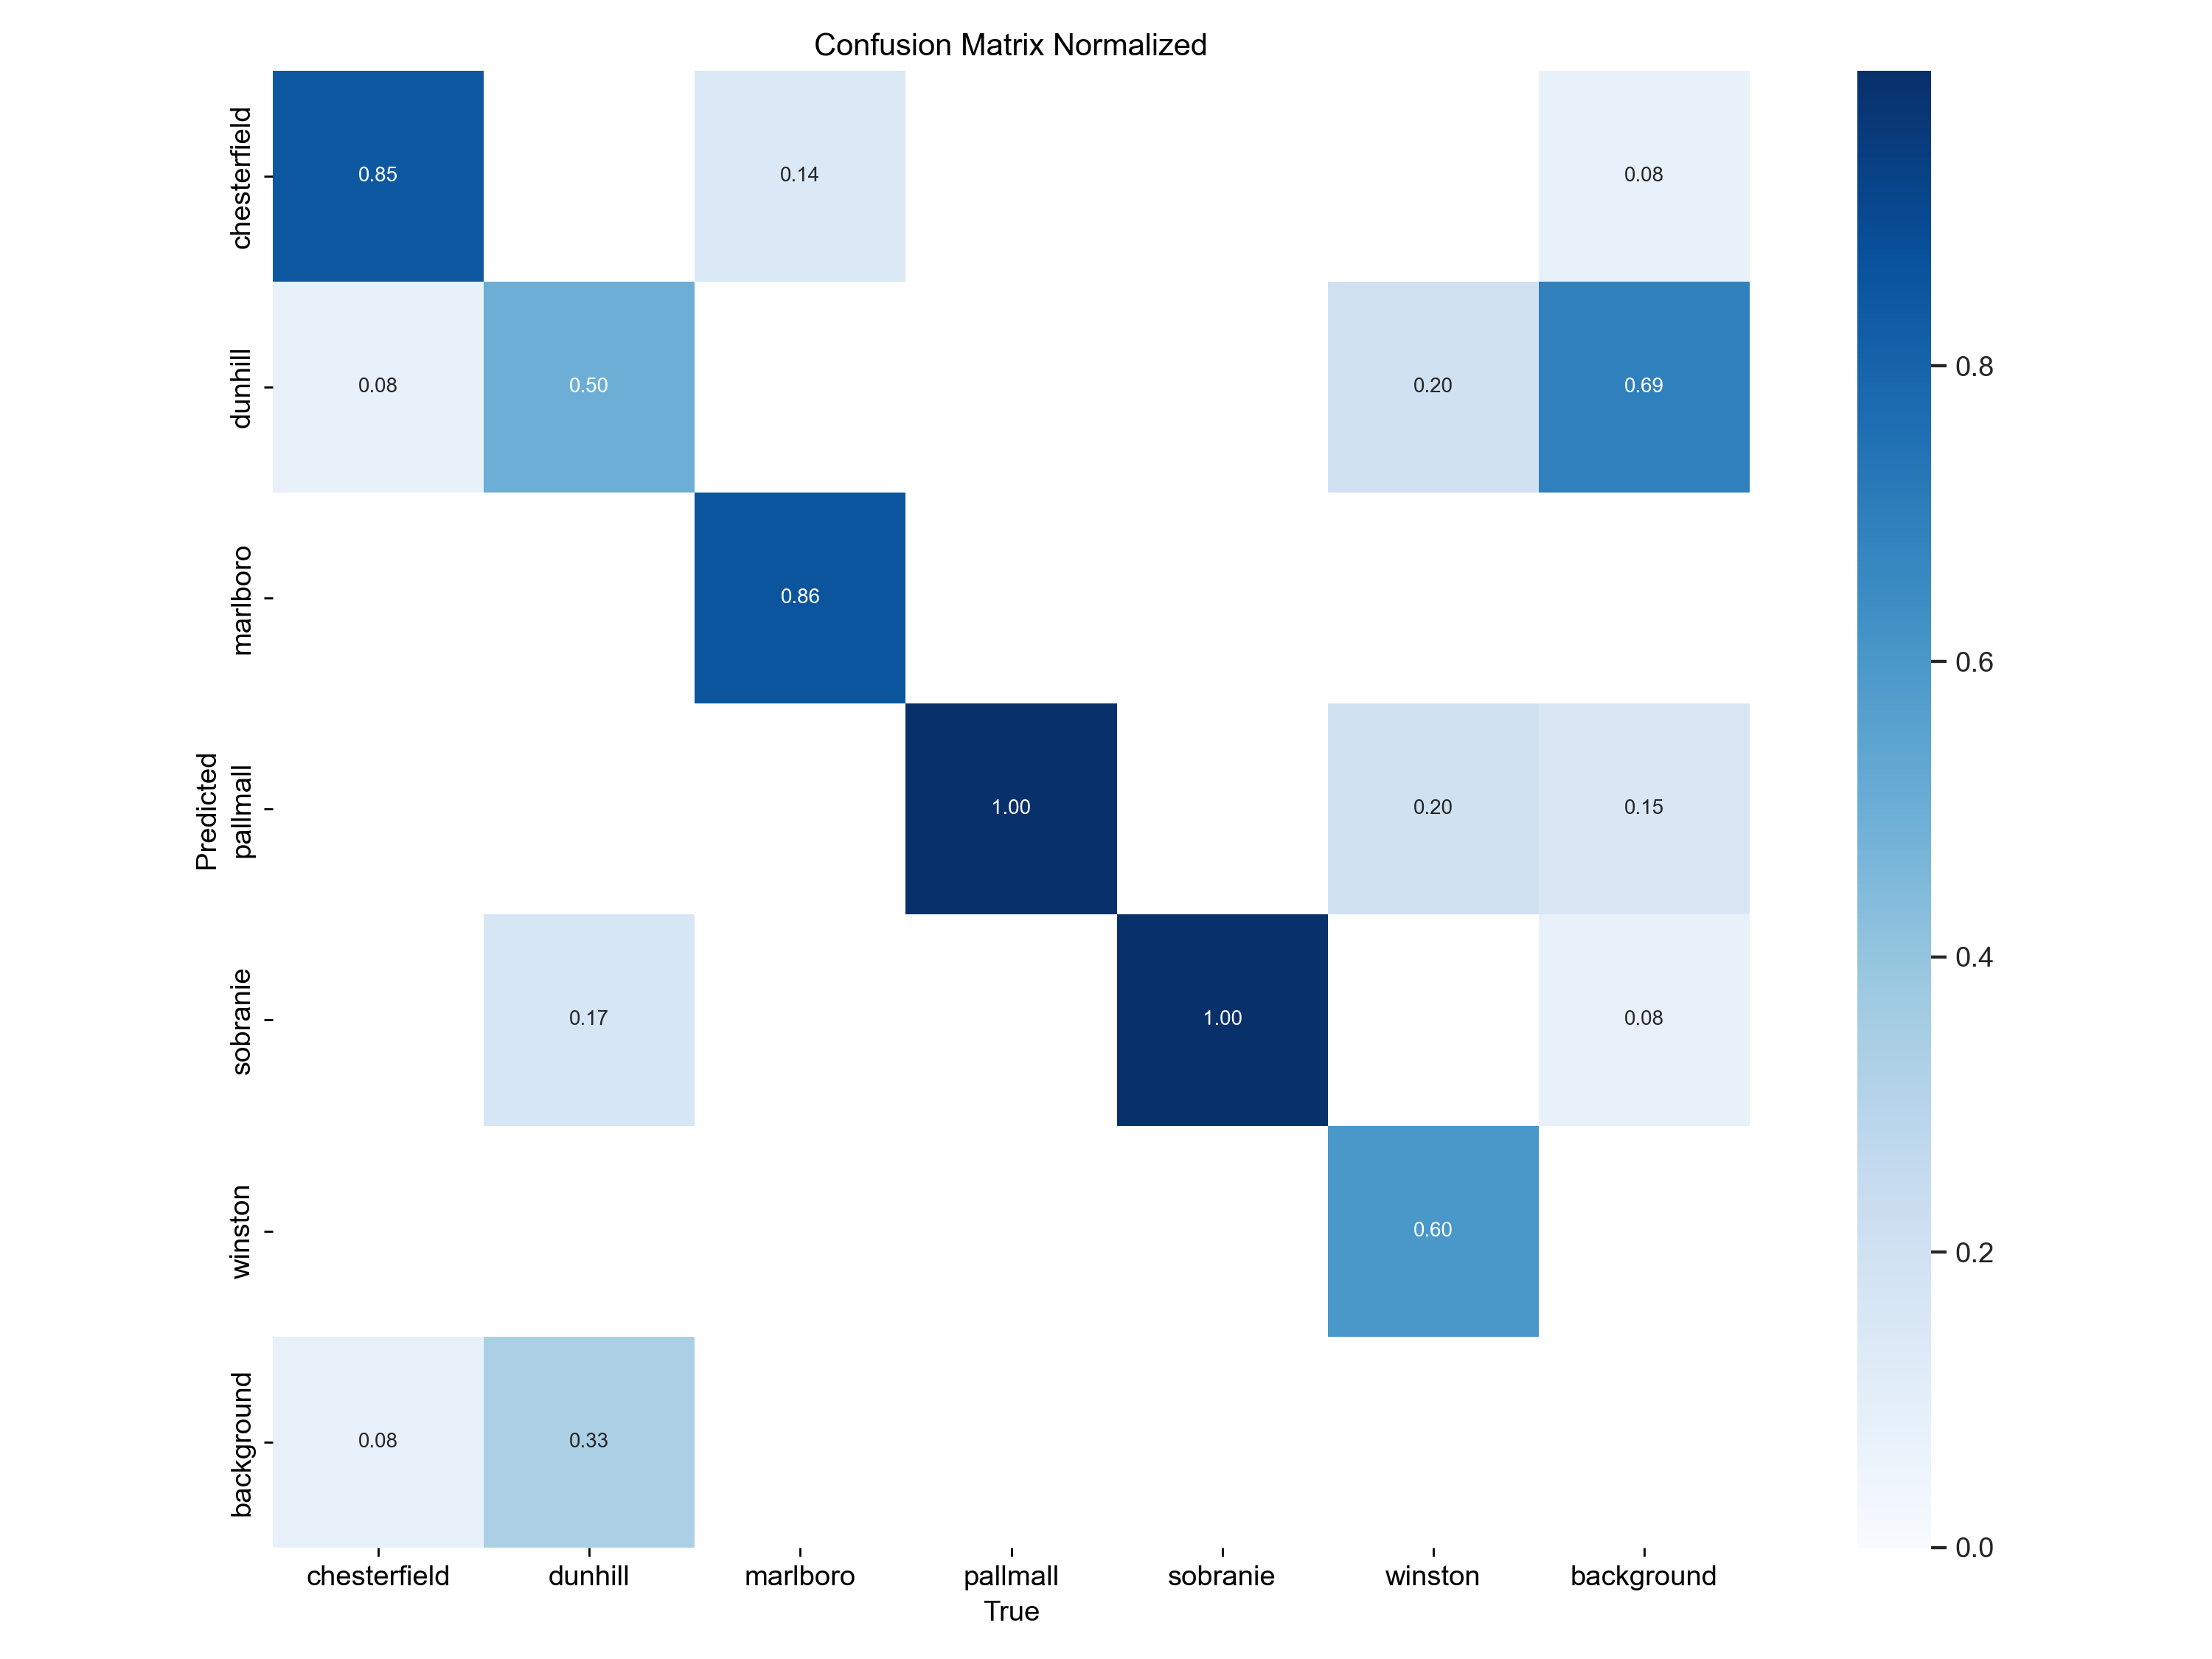 Confusion Matrix Normalized
chesterfield
0.85
0.14
0.08
dunhill
0.08
0.50
0.20
0.69
marlboro
0.86
Predicted
pallmall
1.00
0.20
0.15
sobranie
0.17
1.00
0.08
winston
0.60
background
0.08
0.33
chesterfield dunhill marlboro pallmall sobranie winston background
True
0.8
0.6
0.4
0.2
0.0